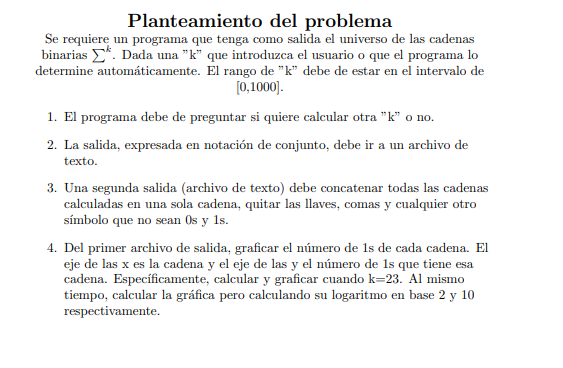 Planteamiento del problema
Se requiere un programa que tenga como salida el universo de las cadenas
binarias ∑^k. Dada una ”k” que introduzca el usuario o que el programa lo
determine automáticamente. El rango de ”k” debe de estar en el intervalo de
[0,1000].
1. El programa debe de preguntar si quiere calcular otra ”k” o no.
2. La salida, expresada en notación de conjunto, debe ir a un archivo de
texto.
3. Una segunda salida (archivo de texto) debe concatenar todas las cadenas
calculadas en una sola cadena, quitar las llaves, comas y cualquier otro
símbolo que no sean 0s y 1s.
4. Del primer archivo de salida, graficar el número de 1s de cada cadena. El
eje de las x es la cadena y el eje de las y el número de 1s que tiene esa
cadena. Específicamente, calcular y graficar cuando k=23. Al mismo
tiempo, calcular la gráfica pero calculando su logaritmo en base 2 y 10
respectivamente.